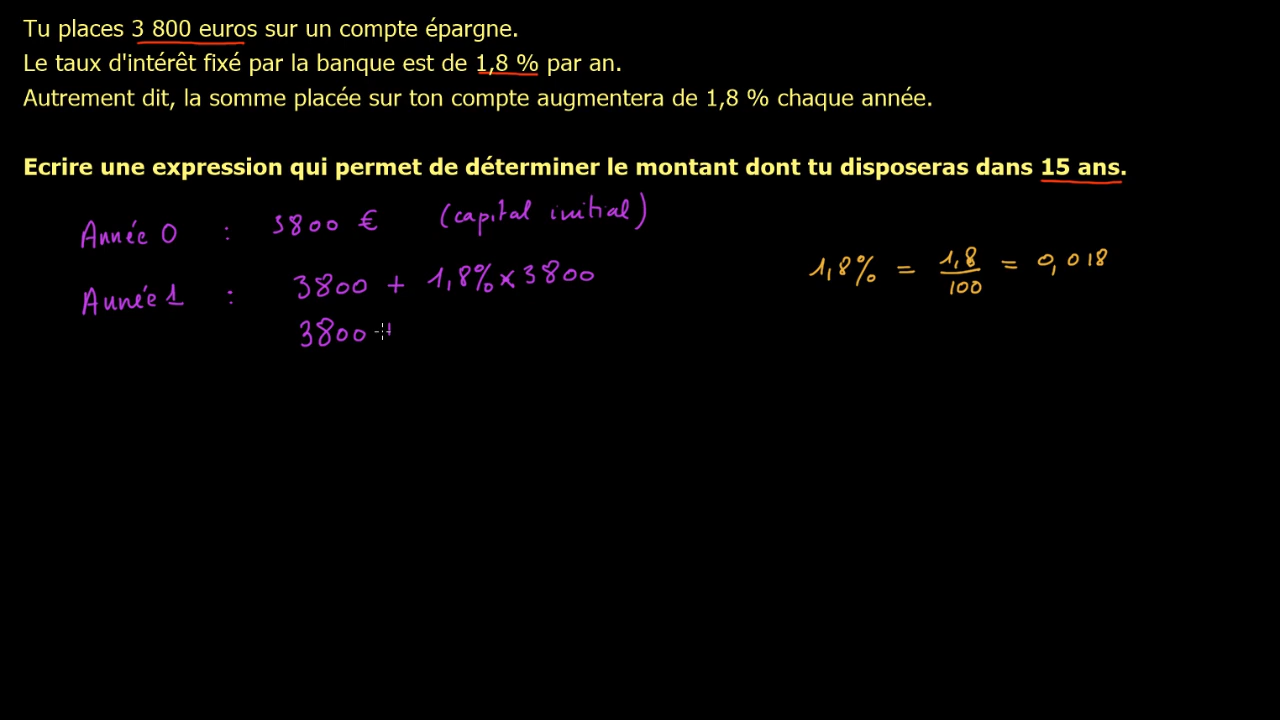 Tu places 3 800 euros sur un compte épargne.
Le taux d'intérêt fixé par la banque est de 1,8 % par an.
Autrement dit, la somme placée sur ton compte augmentera de 1,8 % chaque année.
Ecrire une expression qui permet de déterminer le montant dont tu disposeras dans 15 ans.
Année 0 : 3800 € (capital initial)
Année 1 : 3800 + 1,8% x 3800
1,8% = 1,8/100 = 0,018
3800 +